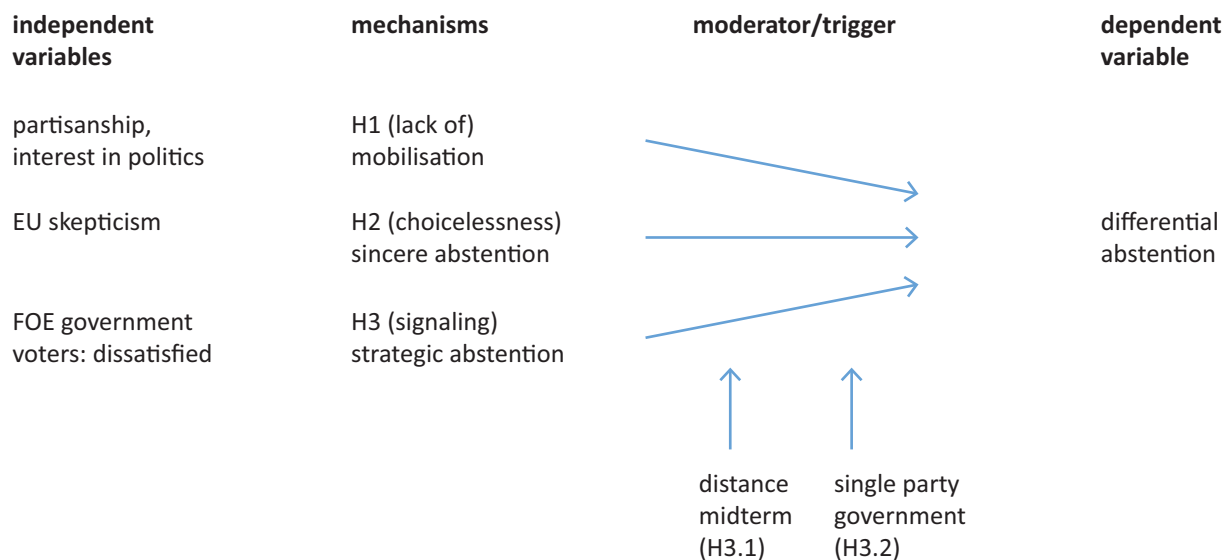 independent
variables
mechanisms
moderator/trigger
dependent
variable
partisanship,
interest in politics
H1 (lack of)
mobilisation
EU skepticism
H2 (choicelessness)
sincere abstention
differential
abstention
FOE government
voters: dissatisfied
H3 (signaling)
strategic abstention
distance
midterm
(H3.1)
single party
government
(H3.2)